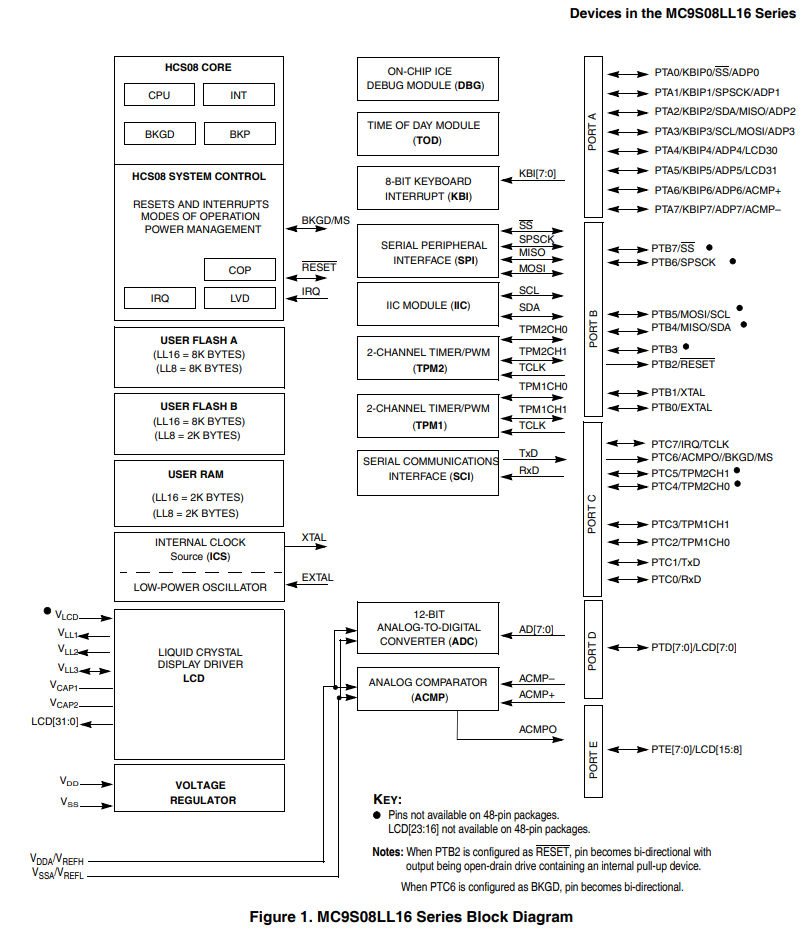 Devices in the MC9S08LL16 Series
HCS08 CORE
CPU
INT
BKGD
BKP
HCS08 SYSTEM CONTROL
RESETS AND INTERRUPTS
MODES OF OPERATION
POWER MANAGEMENT
COP
IRQ
LVD
BKGD/MS
RESET
IRQ
USER FLASH A
(LL16 = 8K BYTES)
(LL8 = 8K BYTES)
USER FLASH B
(LL16 = 8K BYTES)
(LL8 = 2K BYTES)
USER RAM
(LL16 = 2K BYTES)
(LL8 = 2K BYTES)
INTERNAL CLOCK
Source (ICS)
LOW-POWER OSCILLATOR
XTAL
EXTAL
VLCD
VLL1
VLL2
VLL3
VCAP1
VCAP2
LCD[31:0]
LIQUID CRYSTAL
DISPLAY DRIVER
LCD
VDD
VSS
VOLTAGE
REGULATOR
VDDA/VREFH
VSSA/VREFL
ON-CHIP ICE
DEBUG MODULE (DBG)
TIME OF DAY MODULE
(TOD)
8-BIT KEYBOARD
INTERRUPT (KBI)
KBI[7:0]
SERIAL PERIPHERAL
INTERFACE (SPI)
SS
SPSCK
MISO
MOSI
IIC MODULE (IIC)
SCL
SDA
2-CHANNEL TIMER/PWM
(TPM2)
TPM2CH0
TPM2CH1
TCLK
2-CHANNEL TIMER/PWM
(TPM1)
TPM1CH0
TPM1CH1
TCLK
SERIAL COMMUNICATIONS
INTERFACE (SCI)
TxD
RxD
12-BIT
ANALOG-TO-DIGITAL
CONVERTER (ADC)
AD[7:0]
ANALOG COMPARATOR
(ACMP)
ACMP–
ACMP+
ACMPO
PORT A
PTA0/KBIP0/SS/ADP0
PTA1/KBIP1/SPSCK/ADP1
PTA2/KBIP2/SDA/MISO/ADP2
PTA3/KBIP3/SCL/MOSI/ADP3
PTA4/KBIP4/ADP4/LCD30
PTA5/KBIP5/ADP5/LCD31
PTA6/KBIP6/ADP6/ACMP+
PTA7/KBIP7/ADP7/ACMP–
PORT B
PTB7/SS ●
PTB6/SPSCK ●
PTB5/MOSI/SCL ●
PTB4/MISO/SDA ●
PTB3 ●
PTB2/RESET
PTB1/XTAL
PTB0/EXTAL
PORT C
PTC7/IRQ/TCLK
PTC6/ACMPO//BKGD/MS
PTC5/TPM2CH1 ●
PTC4/TPM2CH0 ●
PTC3/TPM1CH1
PTC2/TPM1CH0
PTC1/TxD
PTC0/RxD
PORT D
PTD[7:0]/LCD[7:0]
PORT E
PTE[7:0]/LCD[15:8]
KEY:
● Pins not available on 48-pin packages.
LCD[23:16] not available on 48-pin packages.
Notes: When PTB2 is configured as RESET, pin becomes bi-directional with
output being open-drain drive containing an internal pull-up device.
When PTC6 is configured as BKGD, pin becomes bi-directional.
Figure 1. MC9S08LL16 Series Block Diagram